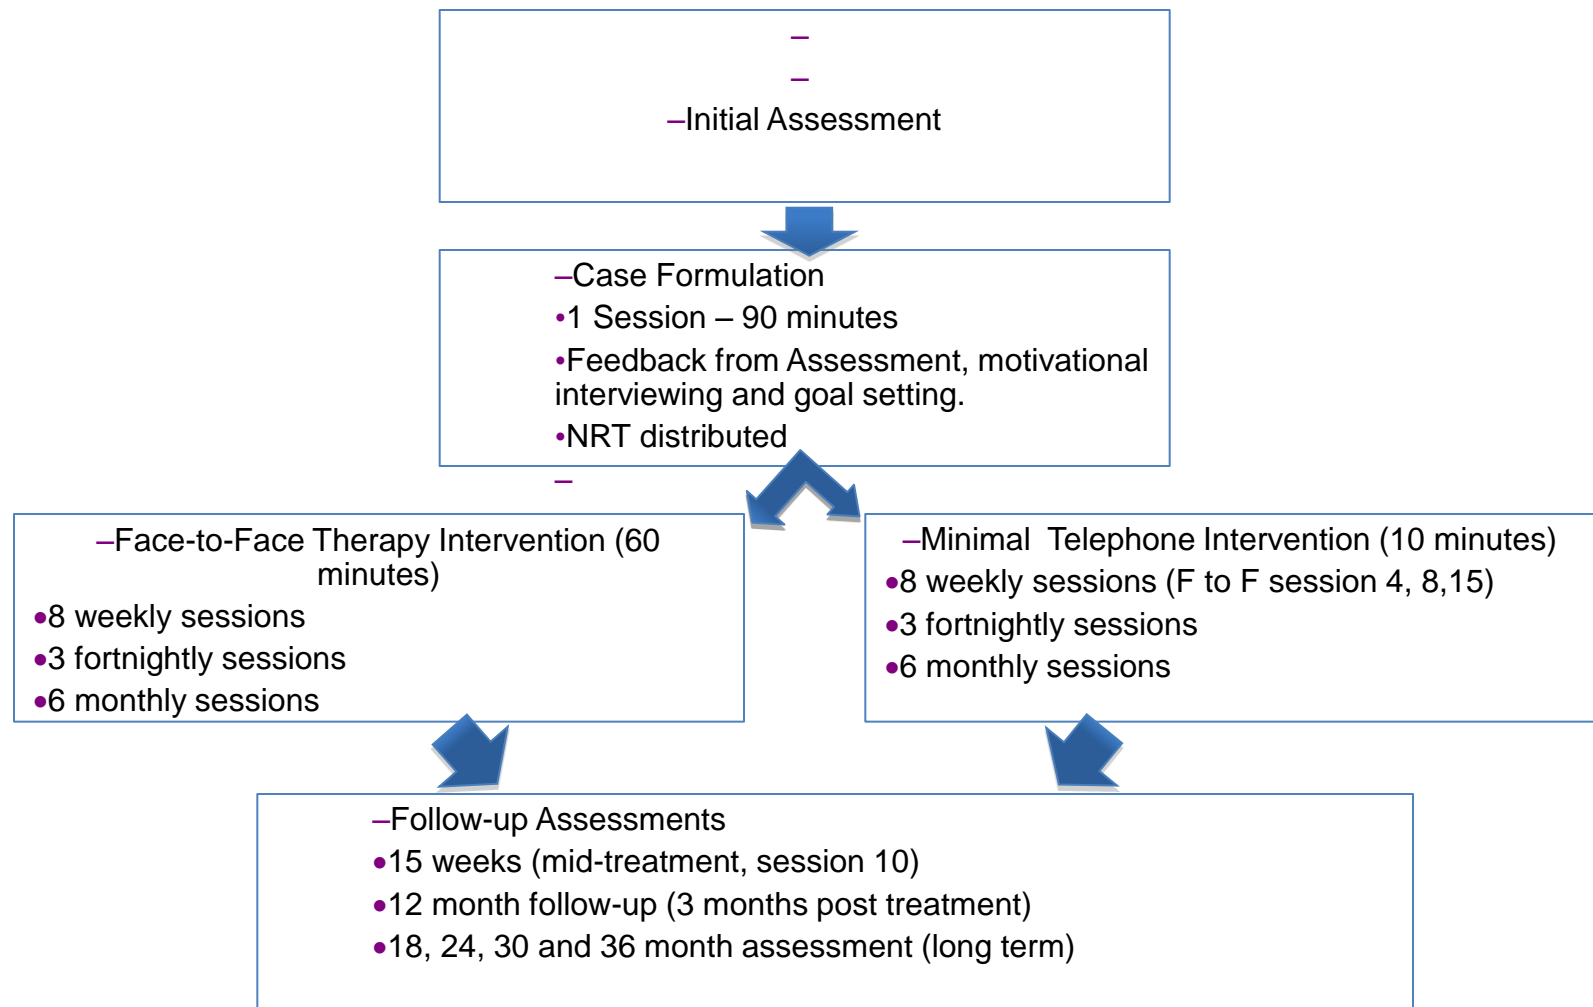 –
–
–Initial Assessment
–Case Formulation
•1 Session – 90 minutes
•Feedback from Assessment, motivational
interviewing and goal setting.
•NRT distributed
–
–Face-to-Face Therapy Intervention (60
minutes)
•8 weekly sessions
•3 fortnightly sessions
•6 monthly sessions
–Minimal  Telephone Intervention (10 minutes)
•8 weekly sessions (F to F session 4, 8,15)
•3 fortnightly sessions
•6 monthly sessions
–Follow-up Assessments
•15 weeks (mid-treatment, session 10)
•12 month follow-up (3 months post treatment)
•18, 24, 30 and 36 month assessment (long term)